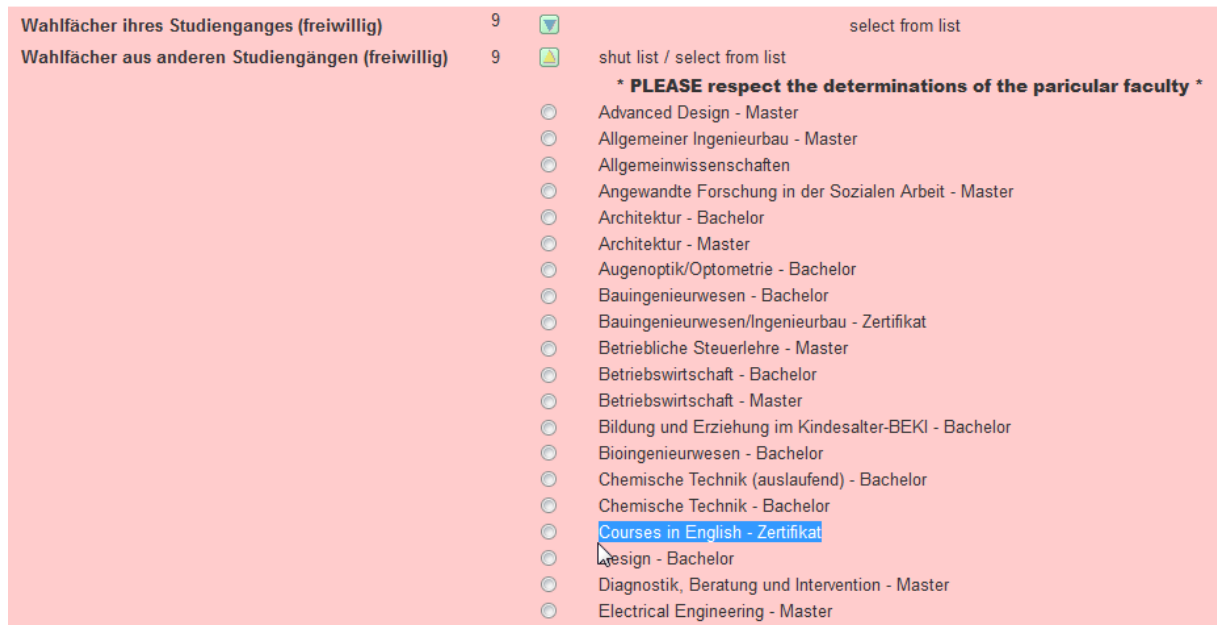 Wahlfächer ihres Studienganges (freiwillig) 9 select from list
Wahlfächer aus anderen Studiengängen (freiwillig) 9 shut list / select from list
* PLEASE respect the determinations of the paricular faculty *
Advanced Design - Master
Allgemeiner Ingenieurbau - Master
Allgemeinwissenschaften
Angewandte Forschung in der Sozialen Arbeit - Master
Architektur - Bachelor
Architektur - Master
Augenoptik/Optometrie - Bachelor
Bauingenieurwesen - Bachelor
Bauingenieurwesen/Ingenieurbau - Zertifikat
Betriebliche Steuerlehre - Master
Betriebswirtschaft - Bachelor
Betriebswirtschaft - Master
Bildung und Erziehung im Kindesalter-BEKI - Bachelor
Bioingenieurwesen - Bachelor
Chemische Technik (auslaufend) - Bachelor
Chemische Technik - Bachelor
Courses in English - Zertifikat
Design - Bachelor
Diagnostik, Beratung und Intervention - Master
Electrical Engineering - Master